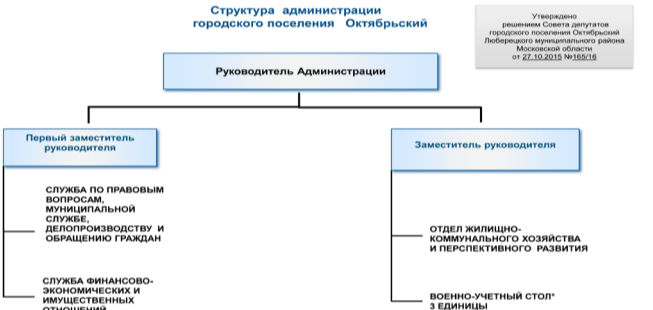 Структура администрации
городского поселения Октябрьский
Утверждено
решением Совета депутатов
городского поселения Октябрьский
Люберецкого муниципального района
Московской области
от 27.10.2015 №165/16
Руководитель Администрации
Первый заместитель
руководителя
Заместитель руководителя
СЛУЖБА ПО ПРАВОВЫМ
ВОПРОСАМ,
МУНИЦИПАЛЬНОЙ
СЛУЖБЕ,
ДЕЛОПРОИЗВОДСТВУ И
ОБРАЩЕНИЮ ГРАЖДАН
ОТДЕЛ ЖИЛИЩНО-
КОММУНАЛЬНОГО ХОЗЯЙСТВА
И ПЕРСПЕКТИВНОГО РАЗВИТИЯ
СЛУЖБА ФИНАНСОВО-
ЭКОНОМИЧЕСКИХ И
ИМУЩЕСТВЕННЫХ
ОТНОШЕНИЙ
ВОЕННО-УЧЕТНЫЙ СТОЛ*
3 ЕДИНИЦЫ